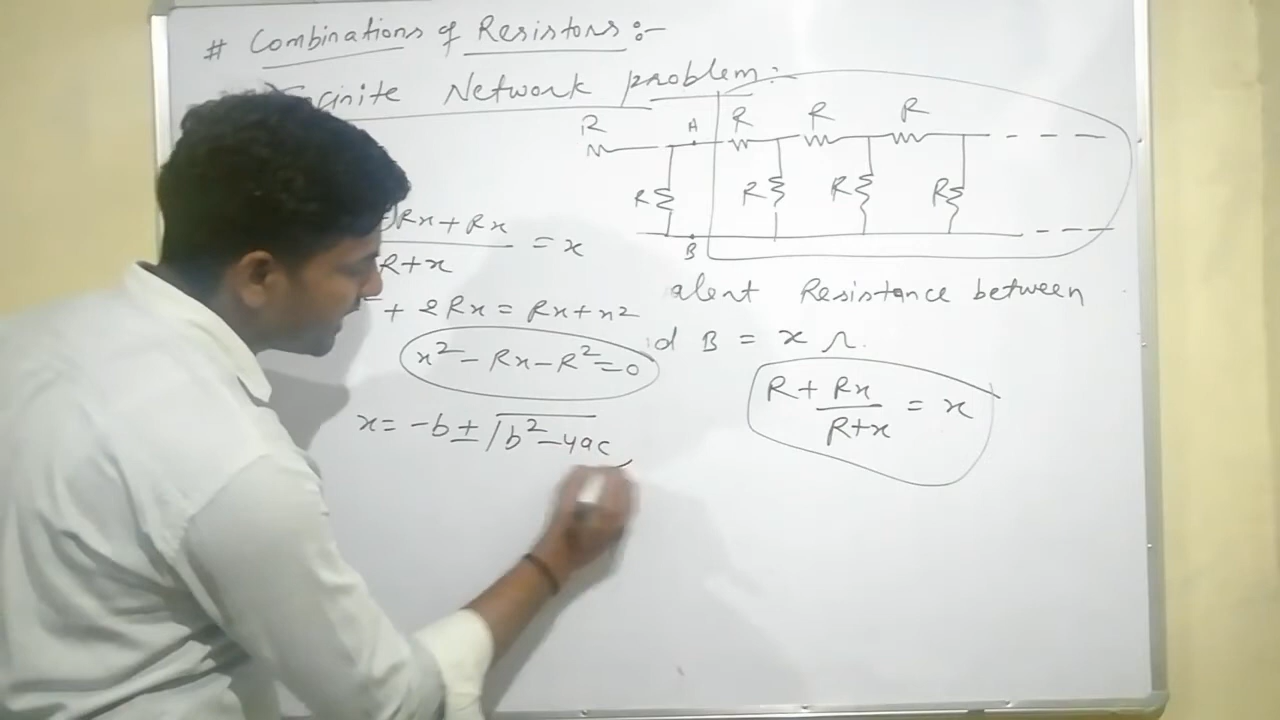 # Combinations of Resistors :-
Network problem :-
R
A
R
R
R
R
R
R
R
B
Rx + Rx / R+x = x
+ 2Rx = Rx + x2
x² - Rx - R² = 0
x = -b ± √b² - 4ac
alent Resistance between
d B = x Ω.
R + Rx / R+x = x